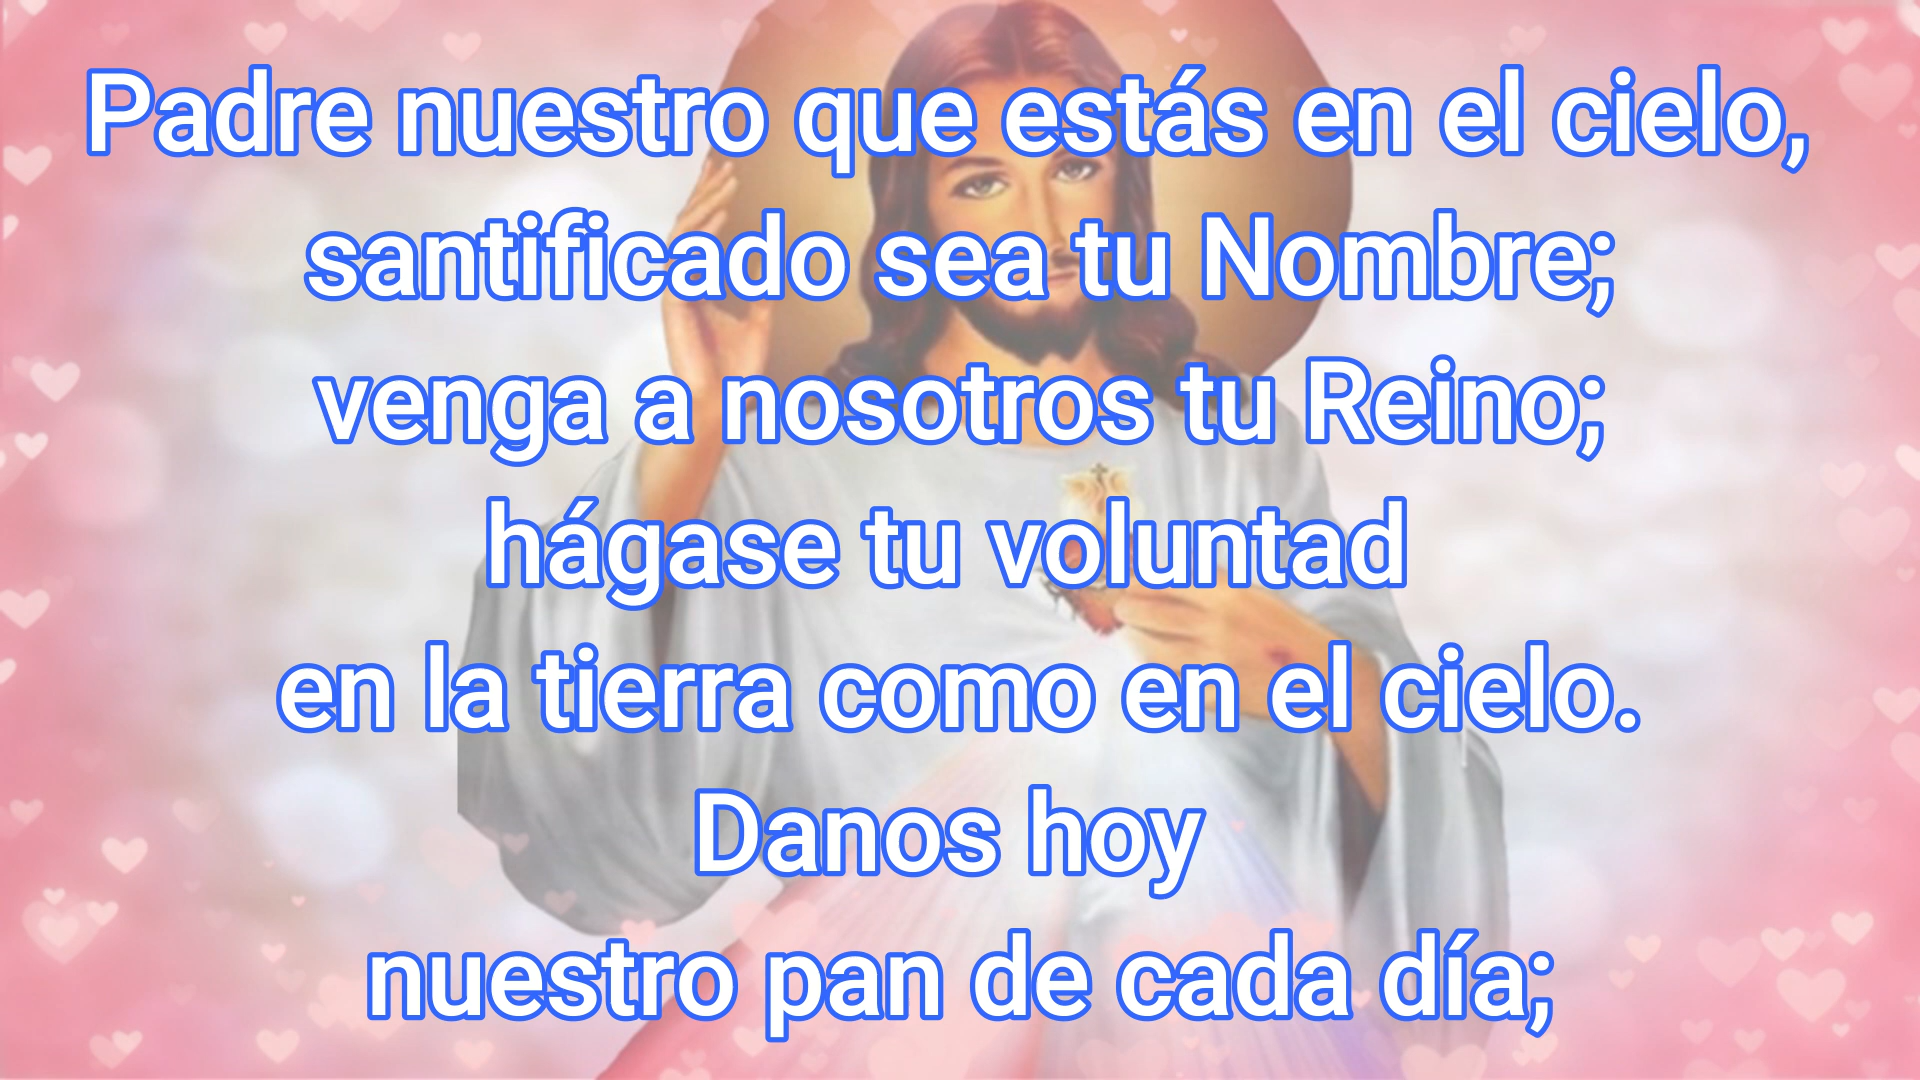 Padre nuestro que estás en el cielo,
santificado sea tu Nombre;
venga a nosotros tu Reino;
hágase tu voluntad
en la tierra como en el cielo.
Danos hoy
nuestro pan de cada día;